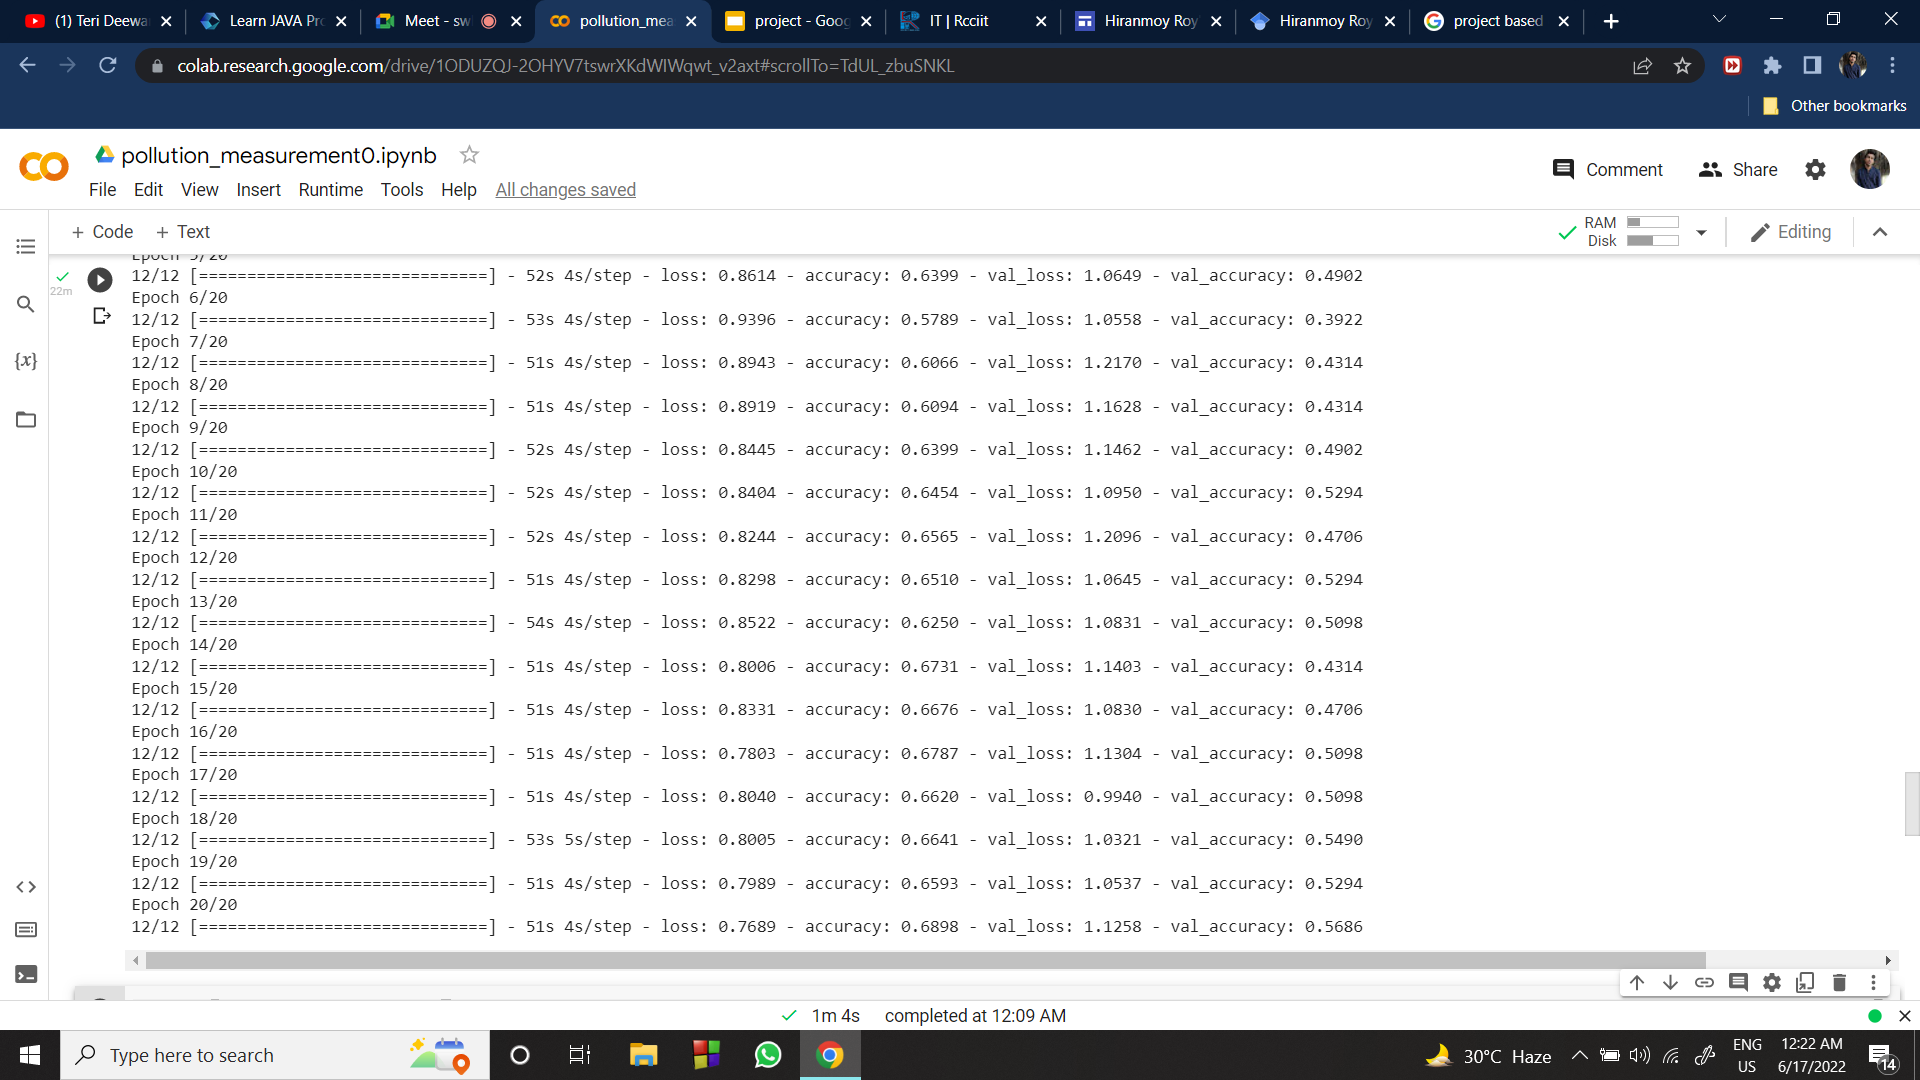 (1) Teri Deewa
Learn JAVA Pr
Meet - sw
pollution_mea
project - Goog
IT | Rcciit
Hiranmoy Roy
Hiranmoy Roy
project based
colab.research.google.com/drive/1ODUZQJ-2OHYV7tswrXKdWIWqwt_v2axt#scrollTo=TdUL_zbuSNKL
Other bookmarks
pollution_measurement0.ipynb
Comment
Share
File Edit View Insert Runtime Tools Help All changes saved
+ Code + Text
RAM
Disk
Editing
22m
{x}
Epoch 5/20
12/12 [==============================] - 52s 4s/step - loss: 0.8614 - accuracy: 0.6399 - val_loss: 1.0649 - val_accuracy: 0.4902
Epoch 6/20
12/12 [==============================] - 53s 4s/step - loss: 0.9396 - accuracy: 0.5789 - val_loss: 1.0558 - val_accuracy: 0.3922
Epoch 7/20
12/12 [==============================] - 51s 4s/step - loss: 0.8943 - accuracy: 0.6066 - val_loss: 1.2170 - val_accuracy: 0.4314
Epoch 8/20
12/12 [==============================] - 51s 4s/step - loss: 0.8919 - accuracy: 0.6094 - val_loss: 1.1628 - val_accuracy: 0.4314
Epoch 9/20
12/12 [==============================] - 52s 4s/step - loss: 0.8445 - accuracy: 0.6399 - val_loss: 1.1462 - val_accuracy: 0.4902
Epoch 10/20
12/12 [==============================] - 52s 4s/step - loss: 0.8404 - accuracy: 0.6454 - val_loss: 1.0950 - val_accuracy: 0.5294
Epoch 11/20
12/12 [==============================] - 52s 4s/step - loss: 0.8244 - accuracy: 0.6565 - val_loss: 1.2096 - val_accuracy: 0.4706
Epoch 12/20
12/12 [==============================] - 51s 4s/step - loss: 0.8298 - accuracy: 0.6510 - val_loss: 1.0645 - val_accuracy: 0.5294
Epoch 13/20
12/12 [==============================] - 54s 4s/step - loss: 0.8522 - accuracy: 0.6250 - val_loss: 1.0831 - val_accuracy: 0.5098
Epoch 14/20
12/12 [==============================] - 51s 4s/step - loss: 0.8006 - accuracy: 0.6731 - val_loss: 1.1403 - val_accuracy: 0.4314
Epoch 15/20
12/12 [==============================] - 51s 4s/step - loss: 0.8331 - accuracy: 0.6676 - val_loss: 1.0830 - val_accuracy: 0.4706
Epoch 16/20
12/12 [==============================] - 51s 4s/step - loss: 0.7803 - accuracy: 0.6787 - val_loss: 1.1304 - val_accuracy: 0.5098
Epoch 17/20
12/12 [==============================] - 51s 4s/step - loss: 0.8040 - accuracy: 0.6620 - val_loss: 0.9940 - val_accuracy: 0.5098
Epoch 18/20
12/12 [==============================] - 53s 5s/step - loss: 0.8005 - accuracy: 0.6641 - val_loss: 1.0321 - val_accuracy: 0.5490
Epoch 19/20
12/12 [==============================] - 51s 4s/step - loss: 0.7989 - accuracy: 0.6593 - val_loss: 1.0537 - val_accuracy: 0.5294
Epoch 20/20
12/12 [==============================] - 51s 4s/step - loss: 0.7689 - accuracy: 0.6898 - val_loss: 1.1258 - val_accuracy: 0.5686
1m 4s completed at 12:09 AM
Type here to search
30°C Haze
ENG
US
12:22 AM
6/17/2022
14